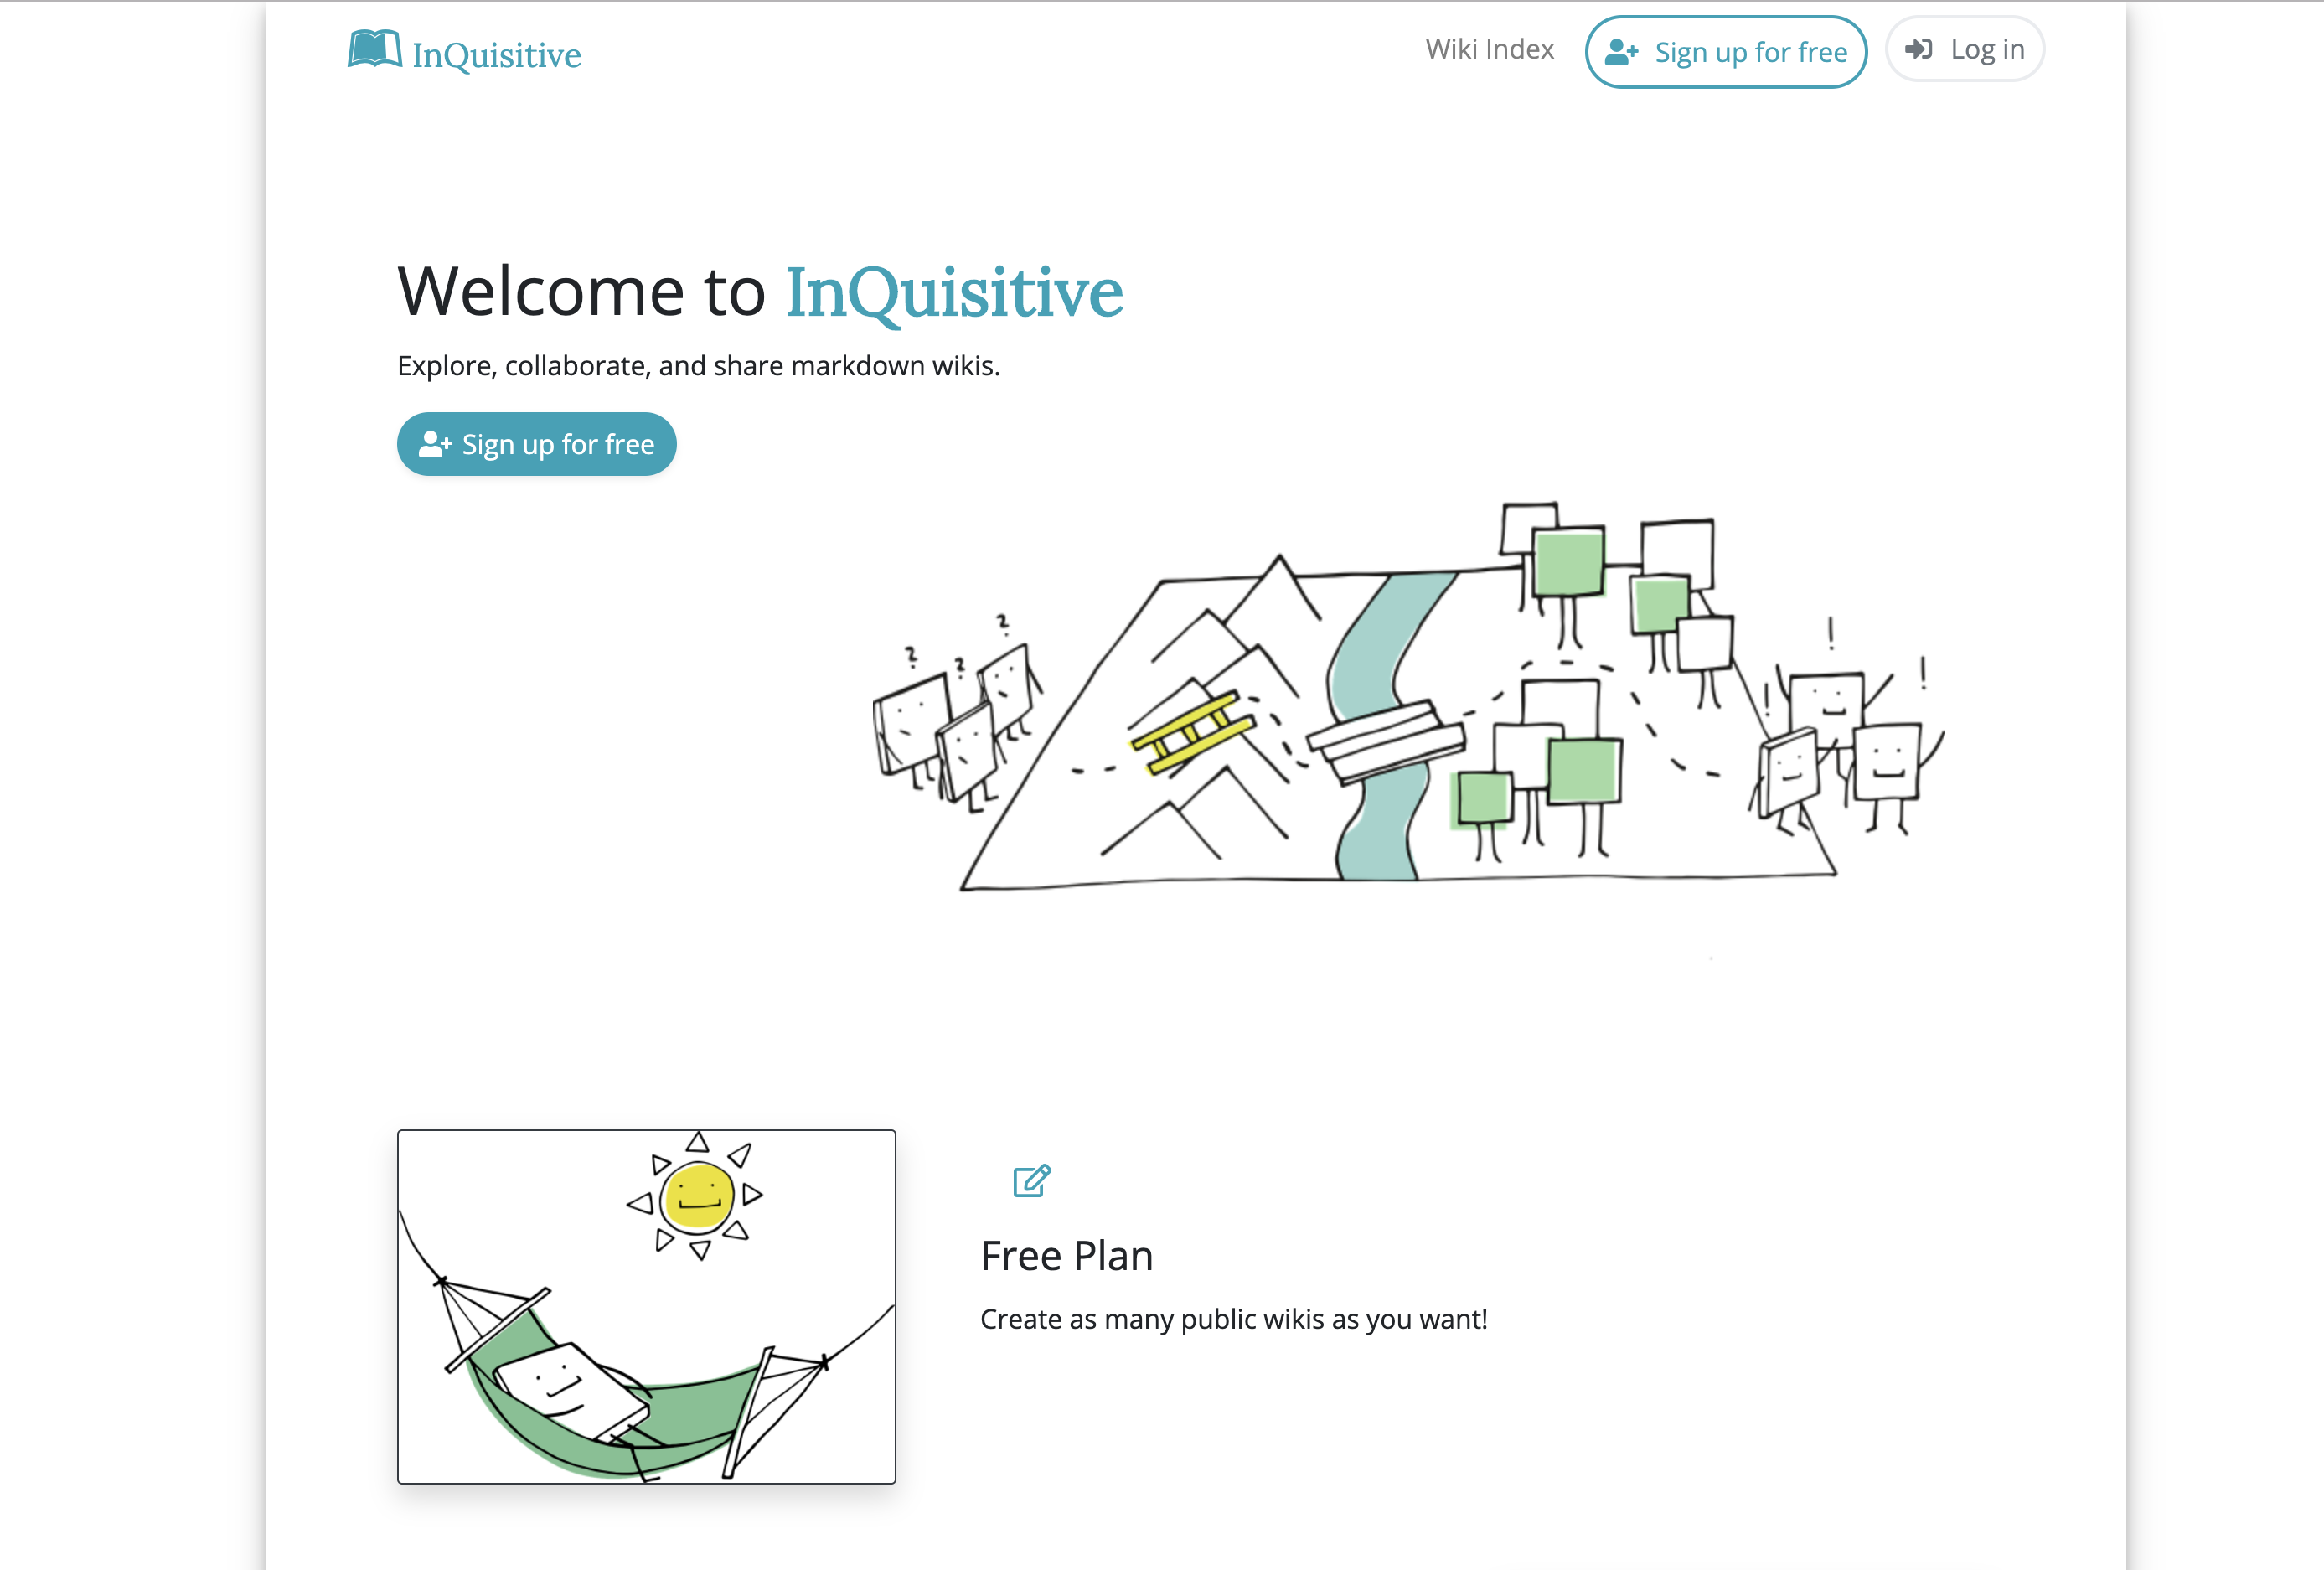 InQuisitive
Wiki Index
Sign up for free
Log in
Welcome to InQuisitive
Explore, collaborate, and share markdown wikis.
Sign up for free
?
?
?
!
!
!
Free Plan
Create as many public wikis as you want!